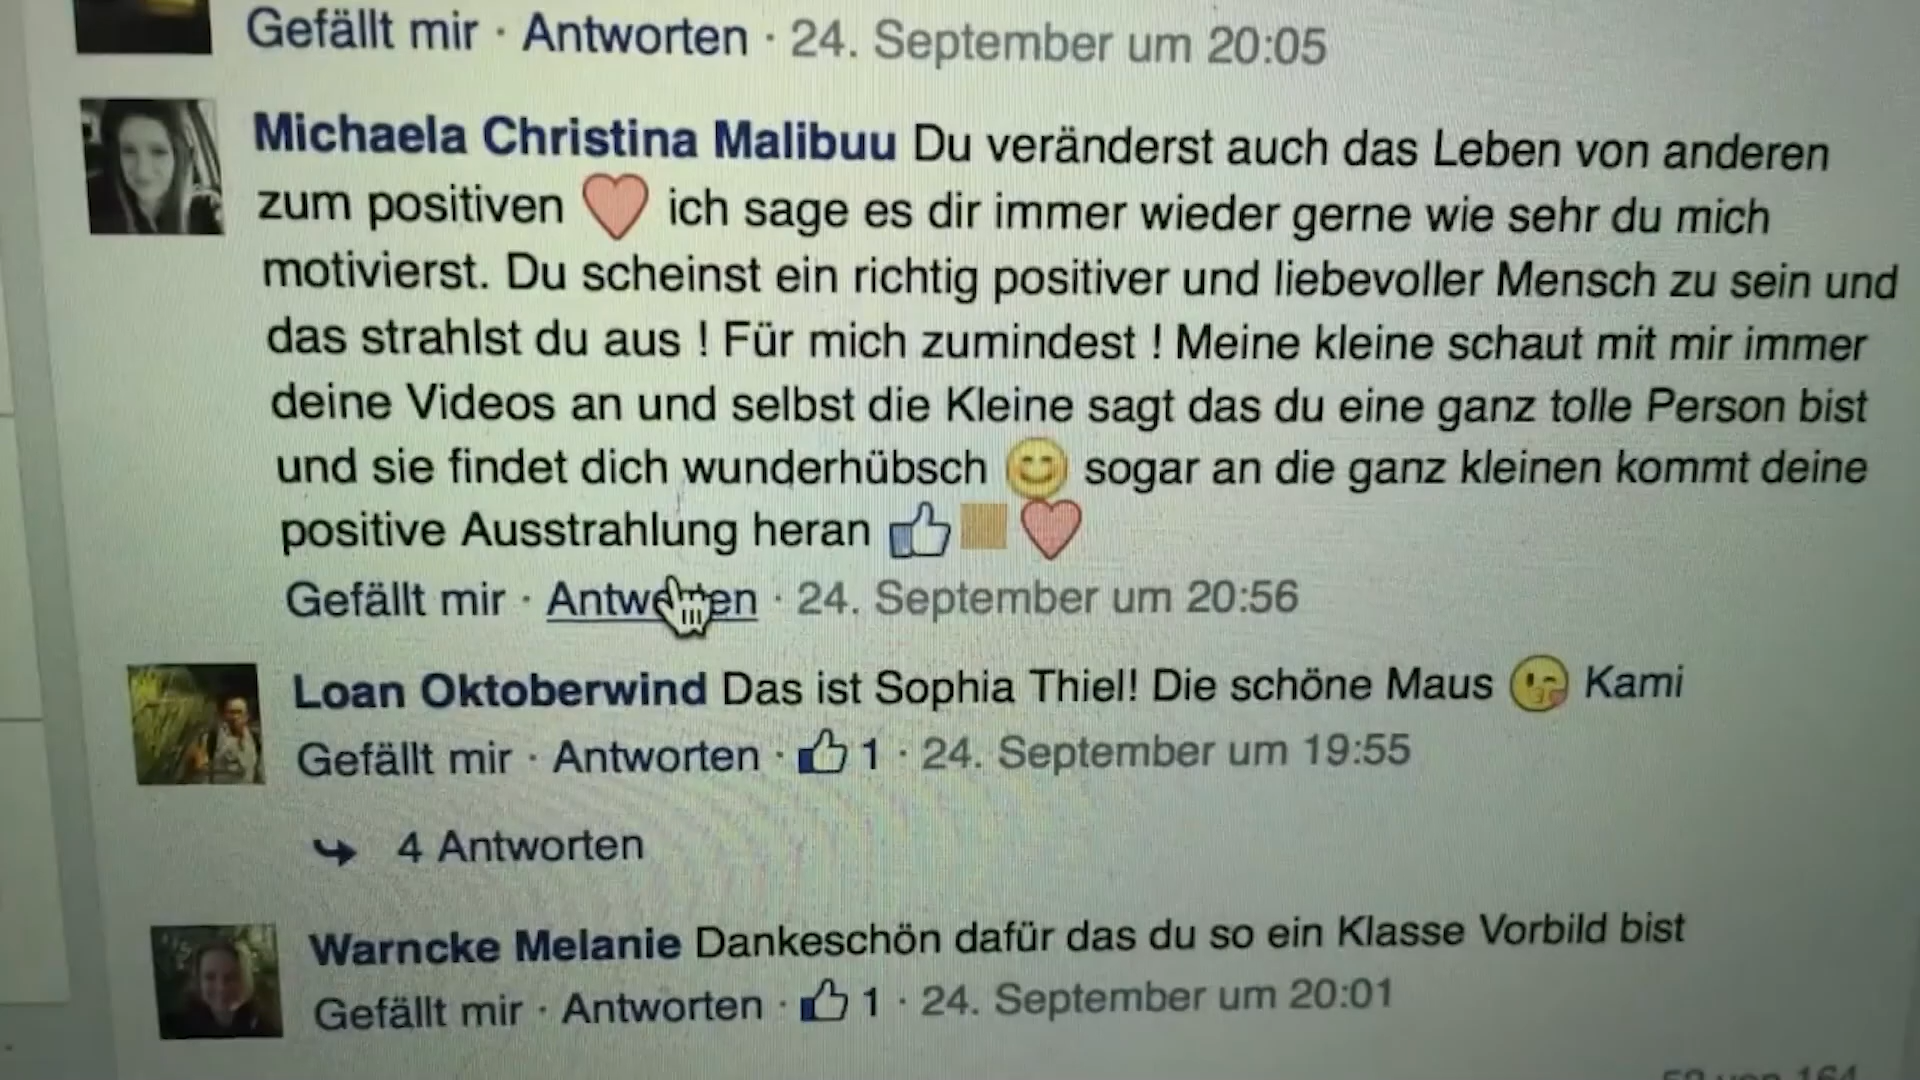 Gefällt mir · Antworten · 24. September um 20:05
Michaela Christina Malibuu Du veränderst auch das Leben von anderen
zum positiven ich sage es dir immer wieder gerne wie sehr du mich
motivierst. Du scheinst ein richtig positiver und liebevoller Mensch zu sein und
das strahlst du aus ! Für mich zumindest ! Meine kleine schaut mit mir immer
deine Videos an und selbst die Kleine sagt das du eine ganz tolle Person bist
und sie findet dich wunderhübsch sogar an die ganz kleinen kommt deine
positive Ausstrahlung heran
Gefällt mir · Antworten · 24. September um 20:56
Loan Oktoberwind Das ist Sophia Thiel! Die schöne Maus Kami
Gefällt mir · Antworten · 1 · 24. September um 19:55
4 Antworten
Warncke Melanie Dankeschön dafür das du so ein Klasse Vorbild bist
Gefällt mir · Antworten · 1 · 24. September um 20:01